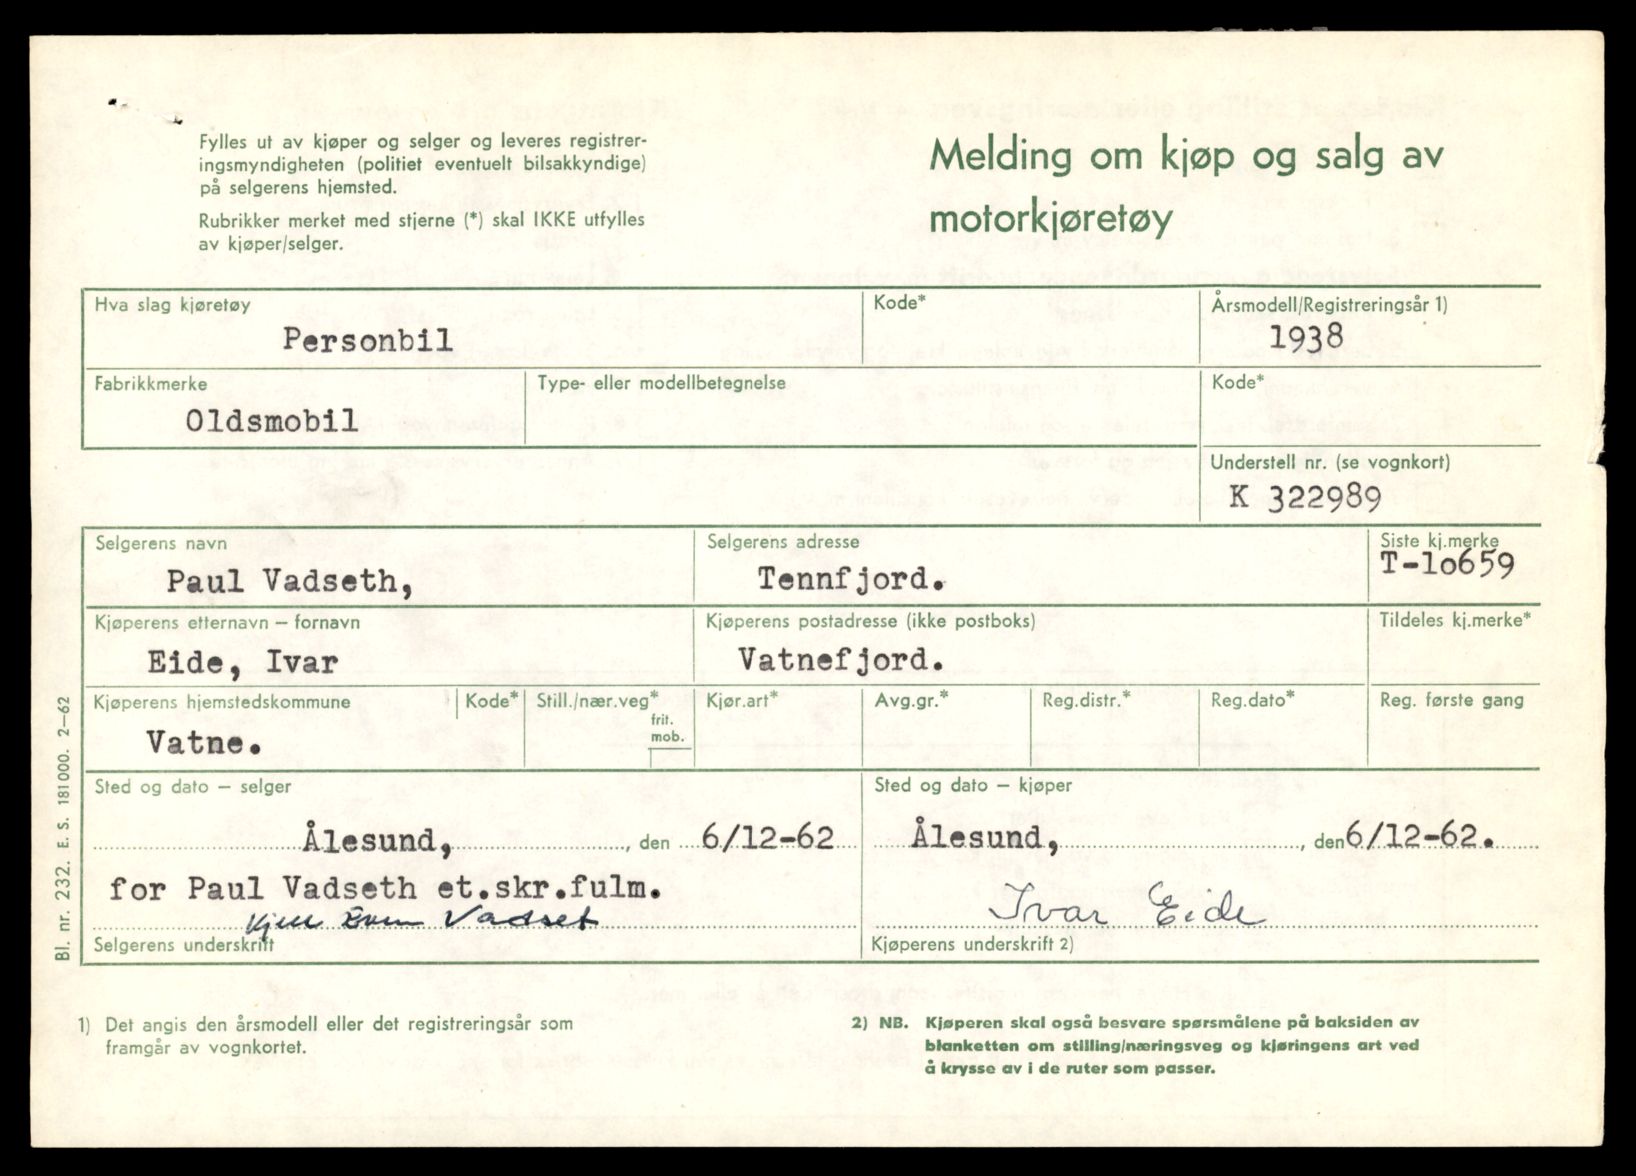 Fylles ut av kjøper og selger og leveres registrer-
ingsmyndigheten (politiet eventuelt bilsakkyndige)
på selgerens hjemsted.
Rubrikker merket med stjerne (*) skal IKKE utfylles
av kjøper/selger.
Melding om kjøp og salg av
motorkjøretøy
Hva slag kjøretøy
Personbil
Kode*
Årsmodell/Registreringsår 1)
1938
Fabrikkmerke
Oldsmobil
Type- eller modellbetegnelse
Kode*
Understell nr. (se vognkort)
K 322989
Selgerens navn
Paul Vadseth,
Selgerens adresse
Tennfjord.
Siste kj.merke
T-lo659
Kjøperens etternavn – fornavn
Eide, Ivar
Kjøperens postadresse (ikke postboks)
Vatnefjord.
Tildeles kj.merke*
Kjøperens hjemstedskommune
Vatne.
Kode*
Still./nær.veg*
frit.
mob.
Kjør.art*
Avg.gr.*
Reg.distr.*
Reg.dato*
Reg. første gang
Sted og dato – selger
Ålesund, , den 6/12-62
for Paul Vadseth et.skr.fulm.
Vadset
Selgerens underskrift
Sted og dato – kjøper
Ålesund, , den 6/12-62.
Ivar Eide
Kjøperens underskrift 2)
Bl. nr. 232. E. S. 181 000. 2–62
1) Det angis den årsmodell eller det registreringsår som
framgår av vognkortet.
2) NB. Kjøperen skal også besvare spørsmålene på baksiden av
blanketten om stilling/næringsveg og kjøringens art ved
å krysse av i de ruter som passer.